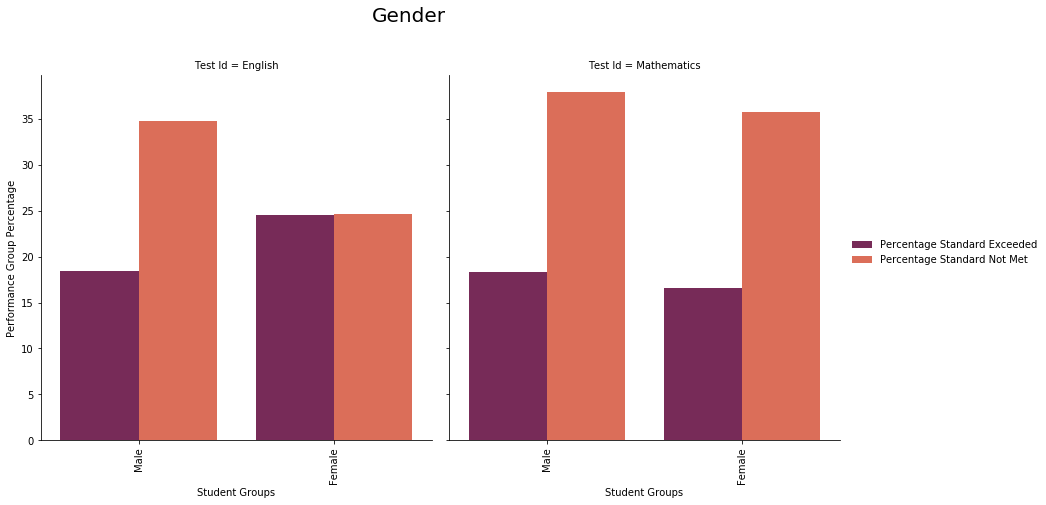 Gender
Test Id = English
Test Id = Mathematics
Performance Group Percentage
35
30
25
20
15
10
5
0
Male
Female
Student Groups
Male
Female
Student Groups
Percentage Standard Exceeded
Percentage Standard Not Met